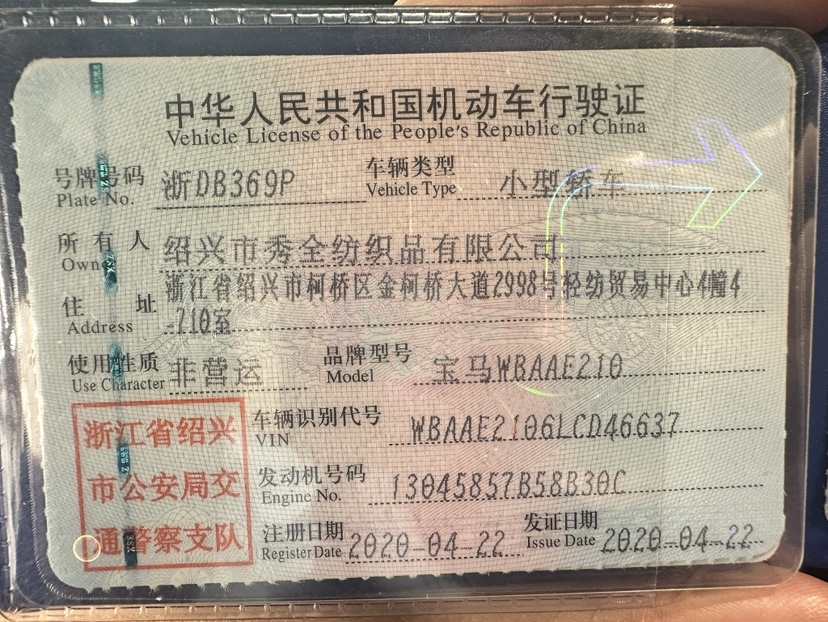 中华人民共和国机动车行驶证
Vehicle License of the People's Republic of China
号牌号码 浙DB369P 车辆类型 小型轿车
Plate No. Vehicle Type
所有人 绍兴市秀全纺织品有限公司
Owner
住址 浙江省绍兴市柯桥区金柯桥大道2998号轻纺贸易中心4幢4
Address -710室
使用性质 非营运 品牌型号 宝马WBAAE210
Use Character Model
浙江省绍兴
市公安局交
通警察支队
车辆识别代号 WBAAE2106LCD46637
VIN
发动机号码 13045857B58B30C
Engine No.
注册日期 2020-04-22 发证日期 2020-04-22
Register Date Issue Date